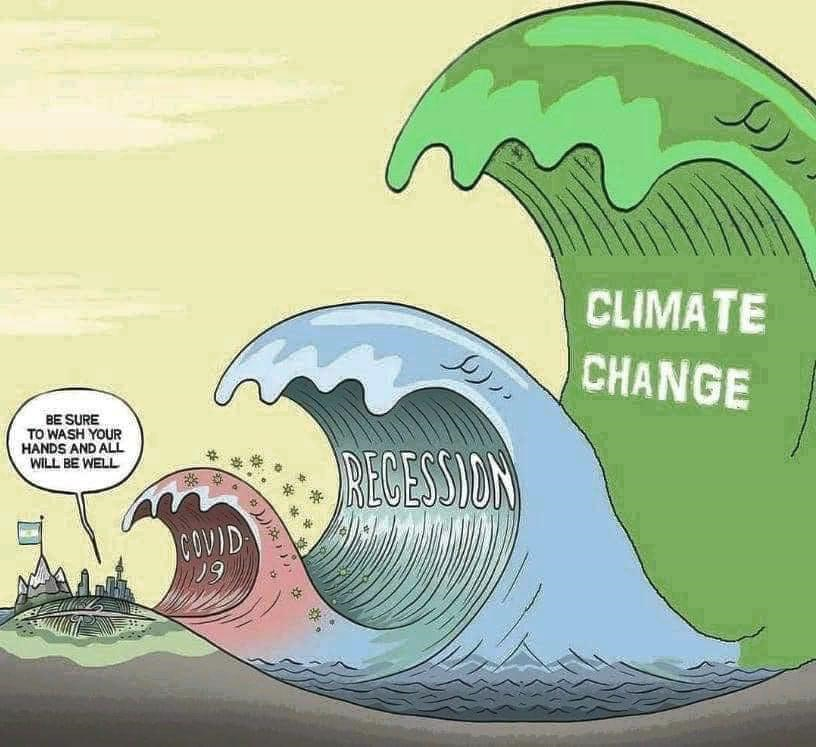 CLIMATE
CHANGE
BE SURE
TO WASH YOUR
HANDS AND ALL
WILL BE WELL
RECESSION
COVID-
19